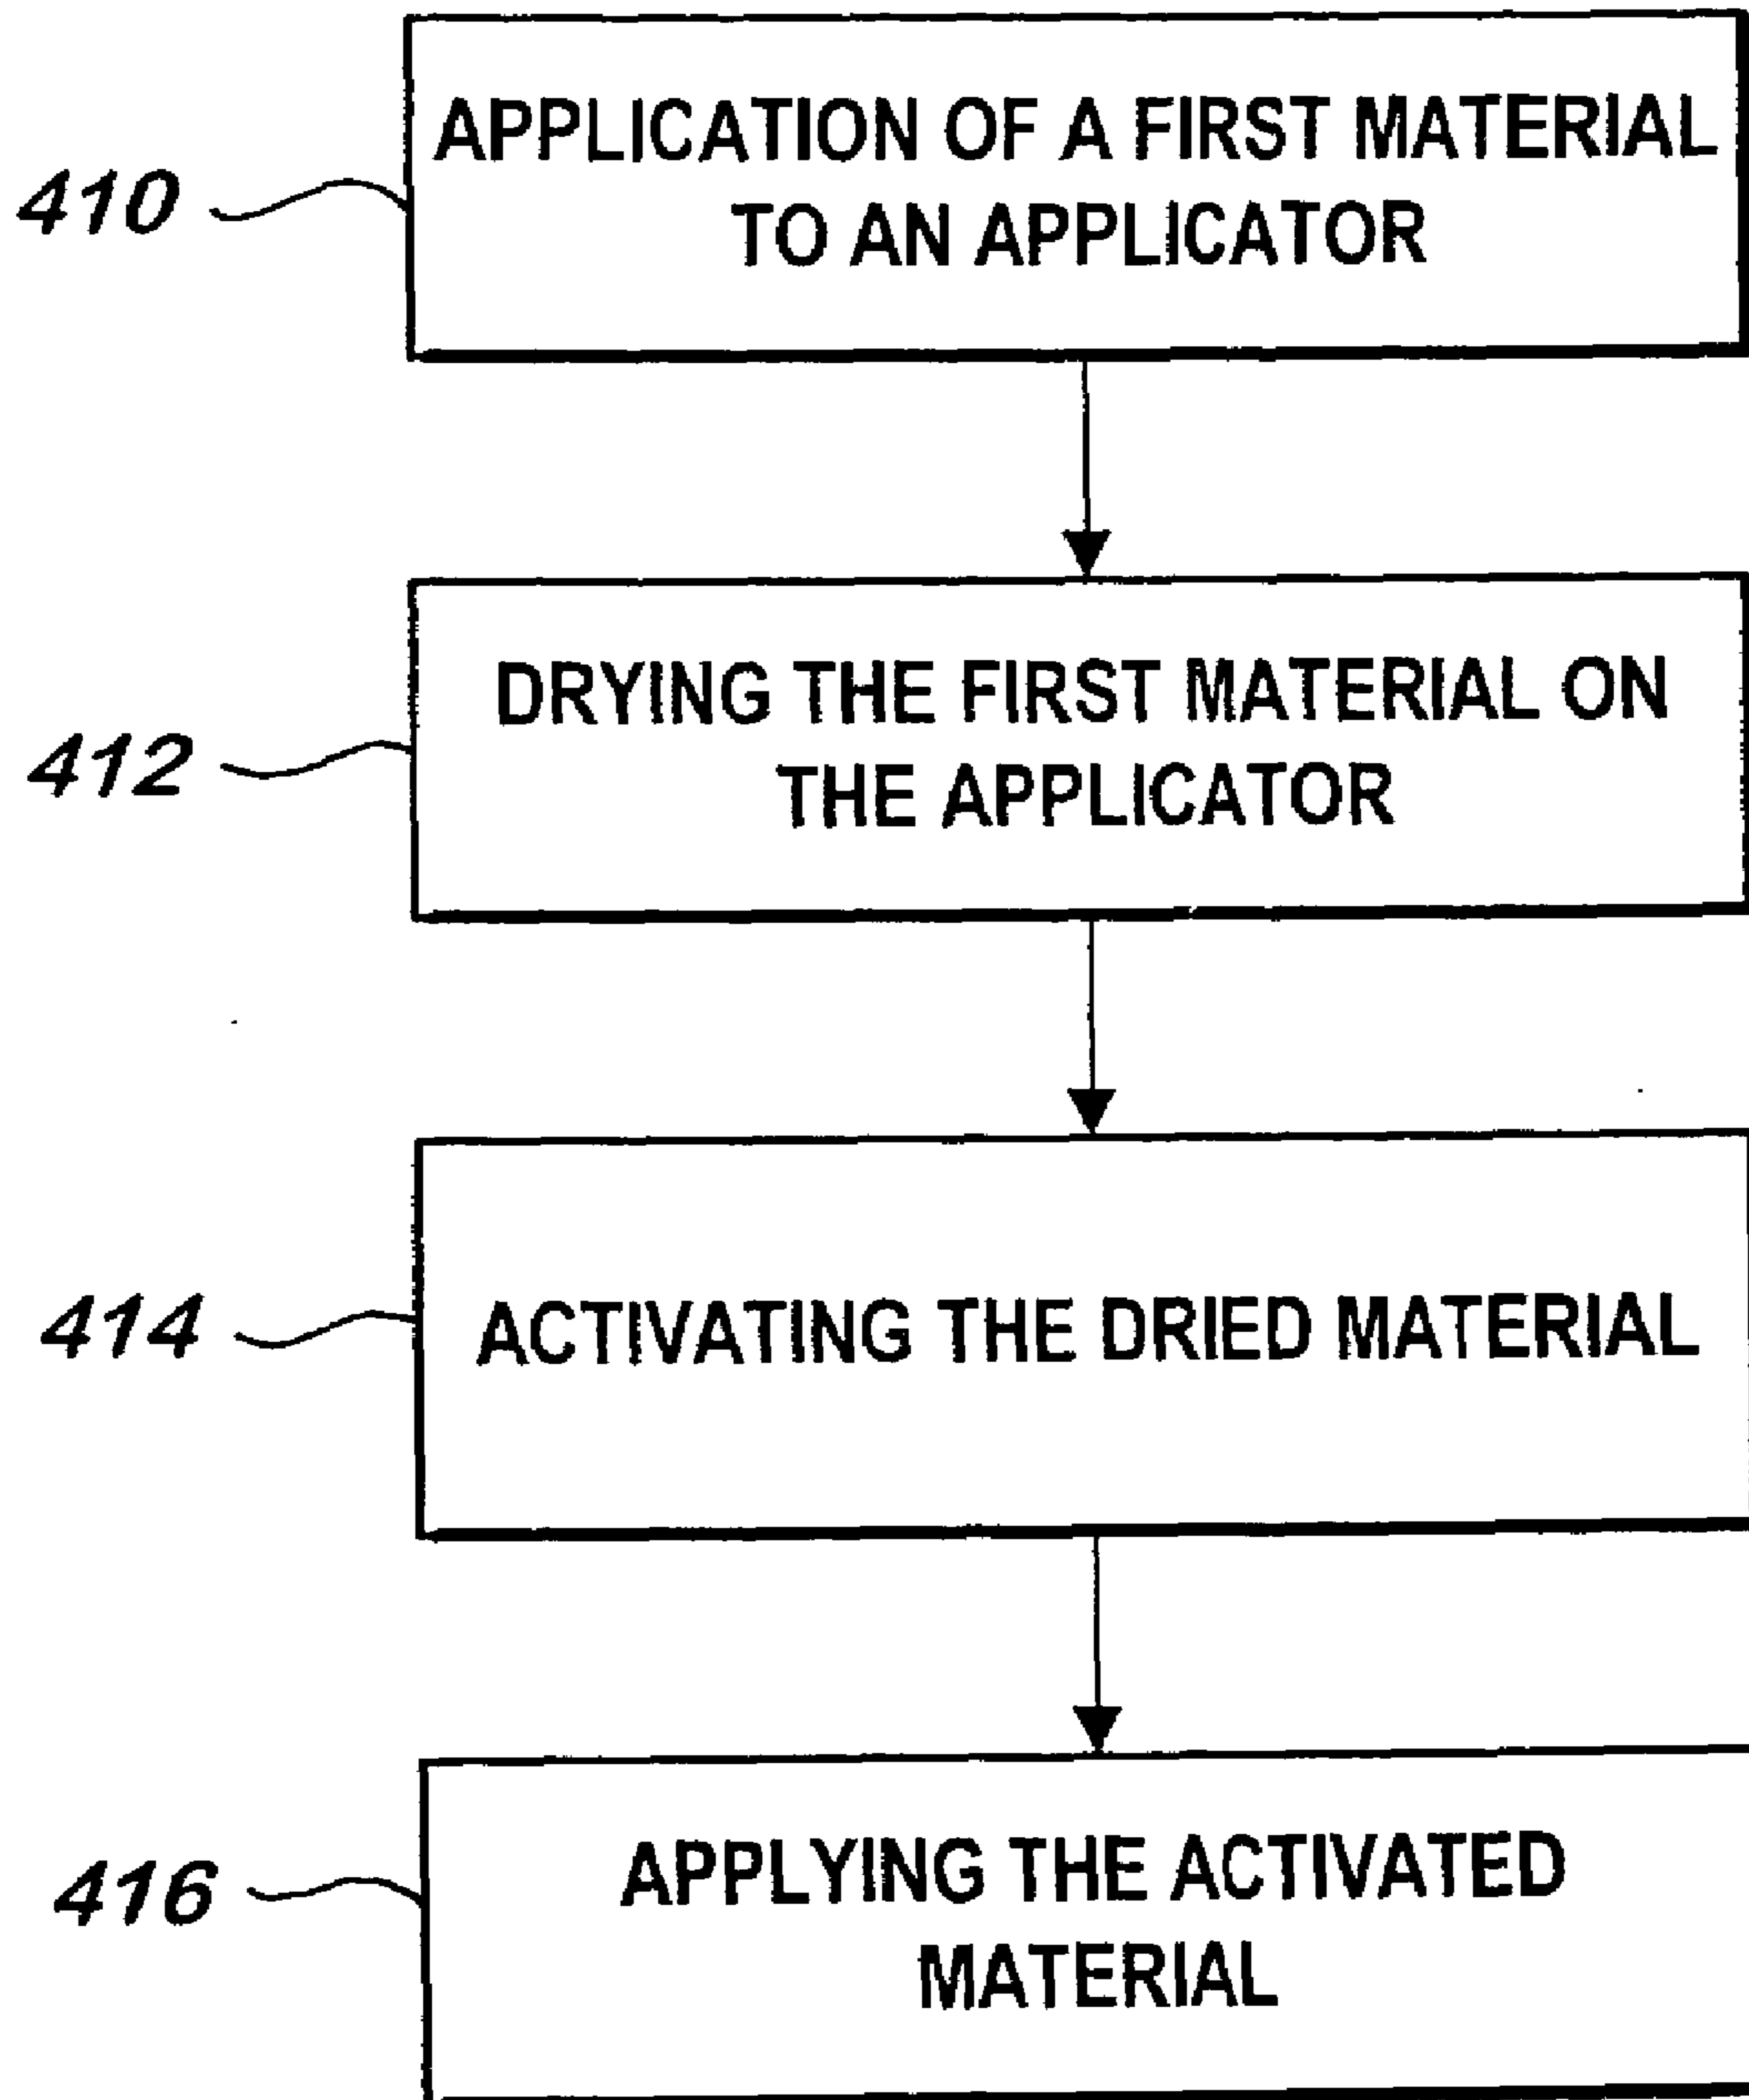 410
APPLICATION OF A FIRST MATERIAL
TO AN APPLICATOR
412
DRYING THE FIRST MATERIAL ON
THE APPLICATOR
414
ACTIVATING THE DRIED MATERIAL
416
APPLYING THE ACTIVATED
MATERIAL